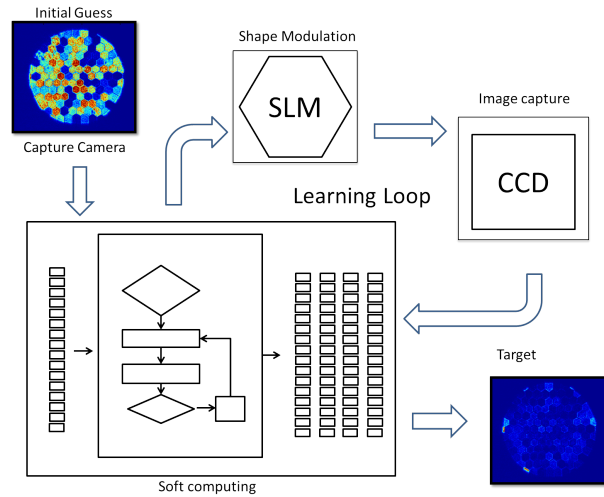 Initial Guess
Capture Camera
Shape Modulation
SLM
Image capture
CCD
Learning Loop
Target
Soft computing